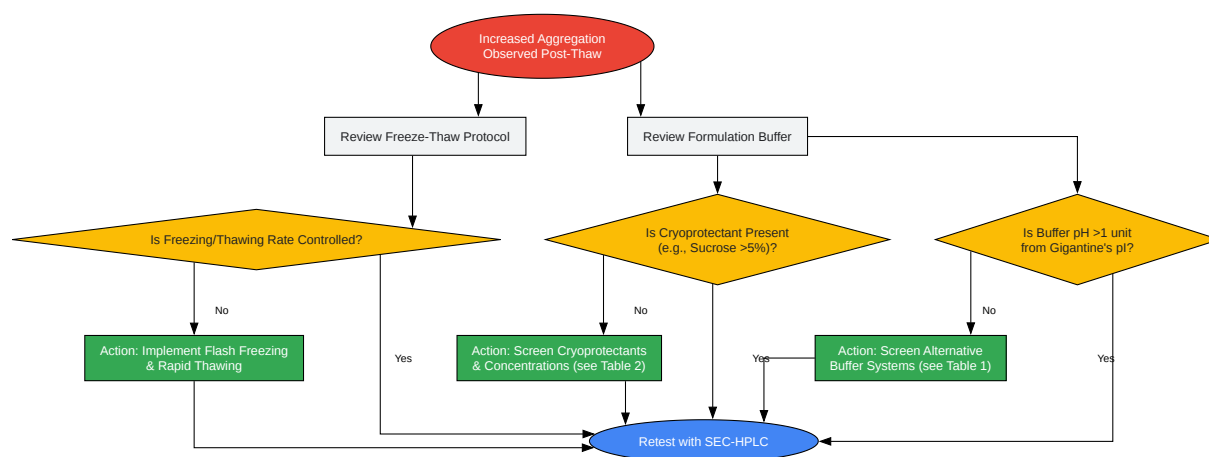 Increased Aggregation
Observed Post-Thaw
Review Freeze-Thaw Protocol
Review Formulation Buffer
Is Freezing/Thawing Rate Controlled?
Is Cryoprotectant Present
(e.g., Sucrose >5%)?
Is Buffer pH >1 unit
from Gigantine's pI?
No
No
No
Action: Implement Flash Freezing
& Rapid Thawing
Yes
Action: Screen Cryoprotectants
& Concentrations (see Table 2)
Yes
Action: Screen Alternative
Buffer Systems (see Table 1)
Yes
Retest with SEC-HPLC